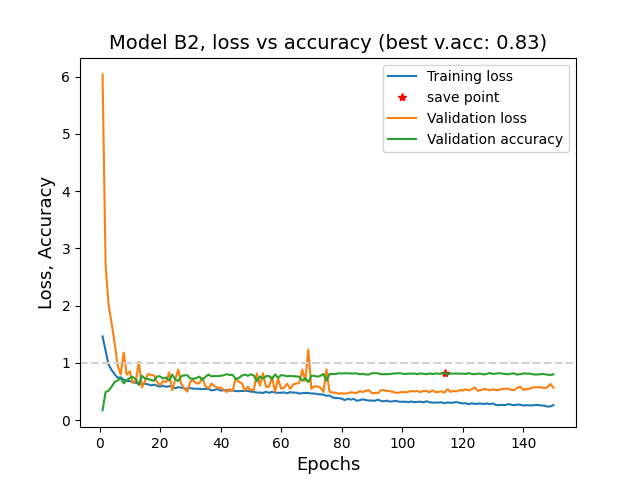 Model B2, loss vs accuracy (best v.acc: 0.83)
Training loss
save point
Validation loss
Validation accuracy
Loss, Accuracy
6
5
4
3
2
1
0
0 20 40 60 80 100 120 140
Epochs